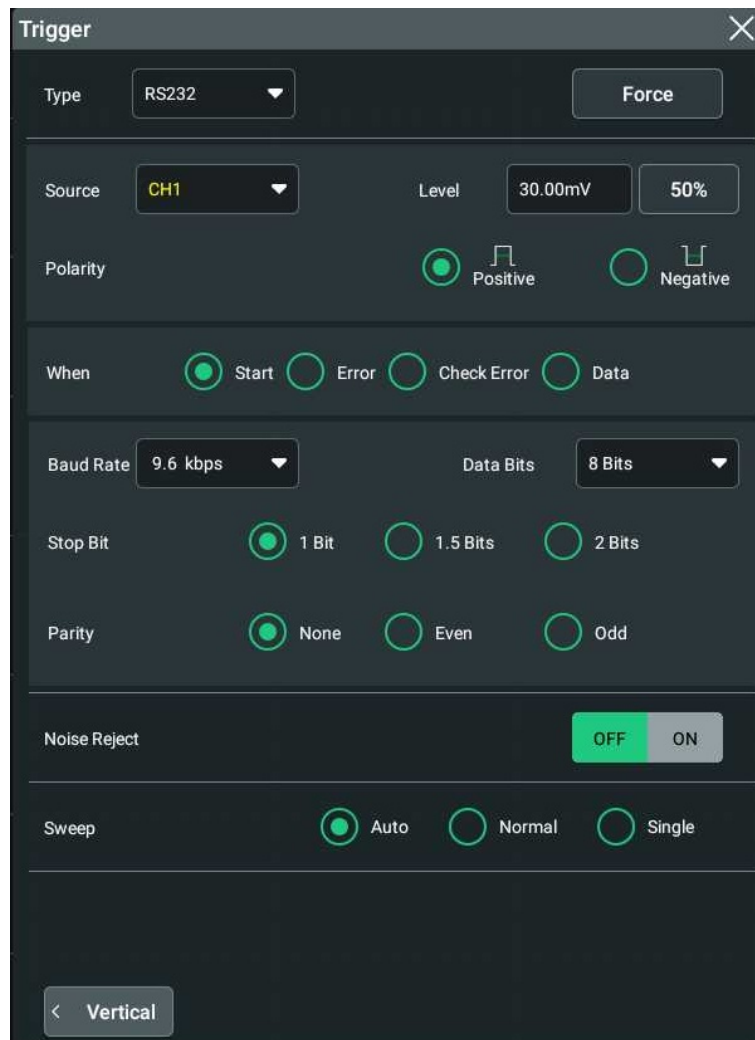 Trigger
Type RS232 Force
Source CH1 Level 30.00mV 50%
Polarity Positive Negative
When Start Error Check Error Data
Baud Rate 9.6 kbps Data Bits 8 Bits
Stop Bit 1 Bit 1.5 Bits 2 Bits
Parity None Even Odd
Noise Reject OFF ON
Sweep Auto Normal Single
< Vertical